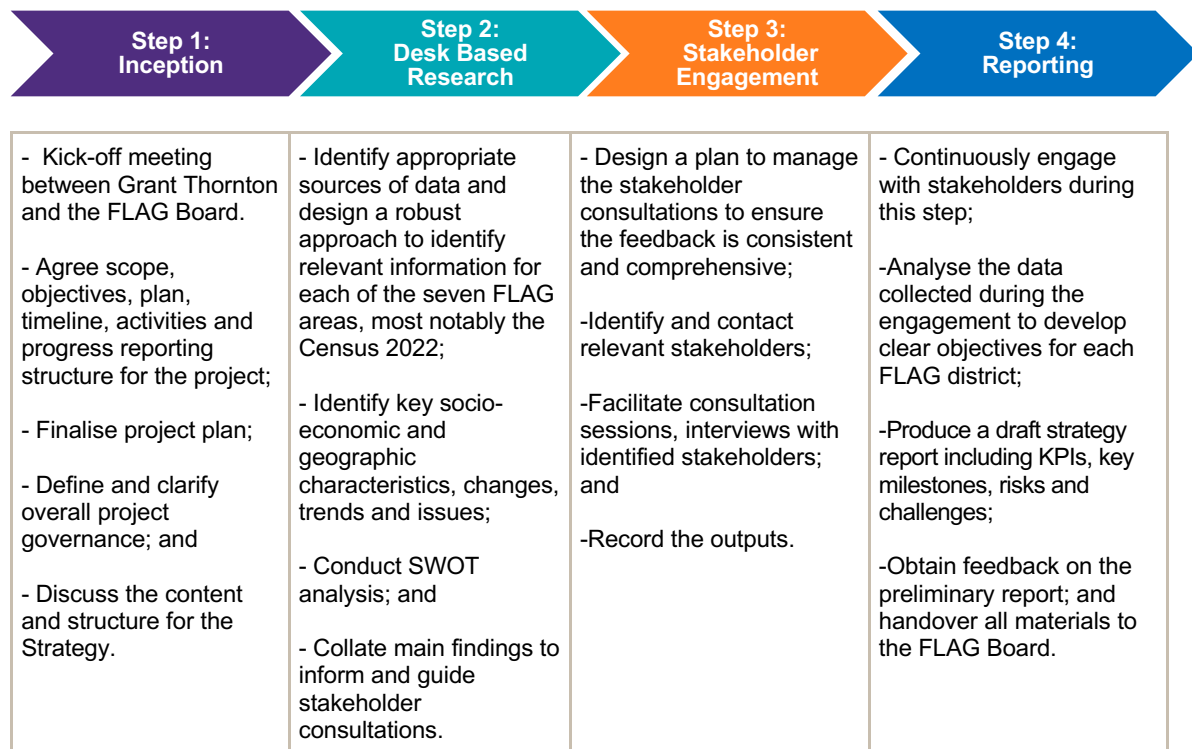 Step 1:
Inception
Step 2:
Desk Based
Research
Step 3:
Stakeholder
Engagement
Step 4:
Reporting
- Kick-off meeting
between Grant Thornton
and the FLAG Board.
- Agree scope,
objectives, plan,
timeline, activities and
progress reporting
structure for the project;
- Finalise project plan;
- Define and clarify
overall project
governance; and
- Discuss the content
and structure for the
Strategy.
- Identify appropriate
sources of data and
design a robust
approach to identify
relevant information for
each of the seven FLAG
areas, most notably the
Census 2022;
- Identify key socio-
economic and
geographic
characteristics, changes,
trends and issues;
- Conduct SWOT
analysis; and
- Collate main findings to
inform and guide
stakeholder
consultations.
- Design a plan to manage
the stakeholder
consultations to ensure
the feedback is consistent
and comprehensive;
-Identify and contact
relevant stakeholders;
-Facilitate consultation
sessions, interviews with
identified stakeholders;
and
-Record the outputs.
- Continuously engage
with stakeholders during
this step;
-Analyse the data
collected during the
engagement to develop
clear objectives for each
FLAG district;
-Produce a draft strategy
report including KPIs, key
milestones, risks and
challenges;
-Obtain feedback on the
preliminary report; and
handover all materials to
the FLAG Board.